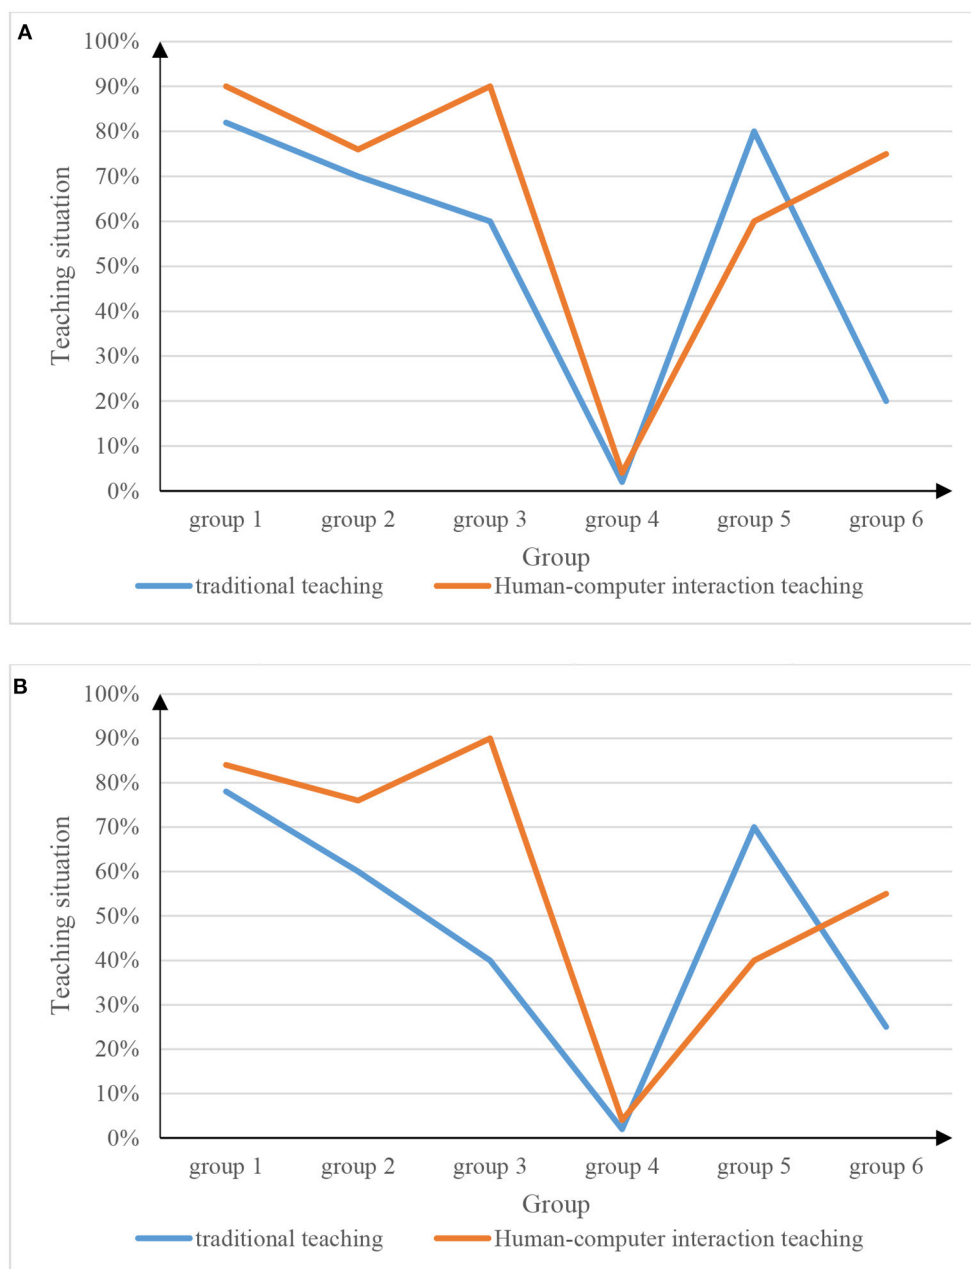 A
100%
90%
80%
70%
60%
50%
40%
30%
20%
10%
0%
Teaching situation
group 1 group 2 group 3 group 4 group 5 group 6
Group
traditional teaching Human-computer interaction teaching
B
100%
90%
80%
70%
60%
50%
40%
30%
20%
10%
0%
Teaching situation
group 1 group 2 group 3 group 4 group 5 group 6
Group
traditional teaching Human-computer interaction teaching